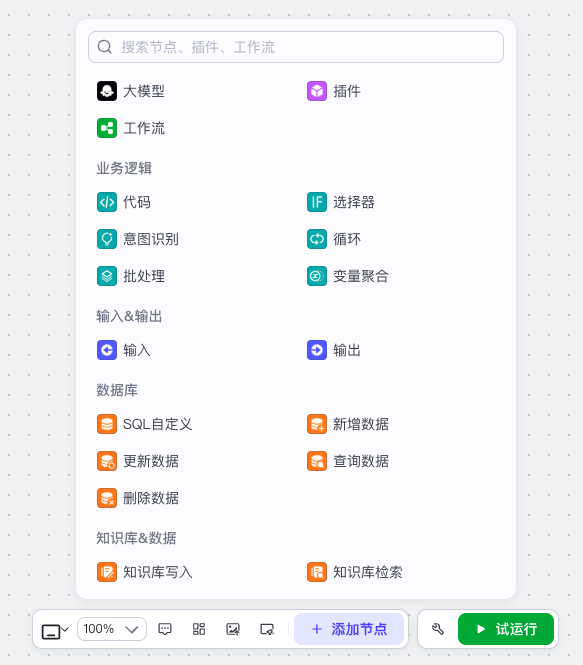 搜索节点、插件、工作流
大模型 插件
工作流
业务逻辑
代码 选择器
意图识别 循环
批处理 变量聚合
输入&输出
输入 输出
数据库
SQL自定义 新增数据
更新数据 查询数据
删除数据
知识库&数据
知识库写入 知识库检索
100% 添加节点 试运行